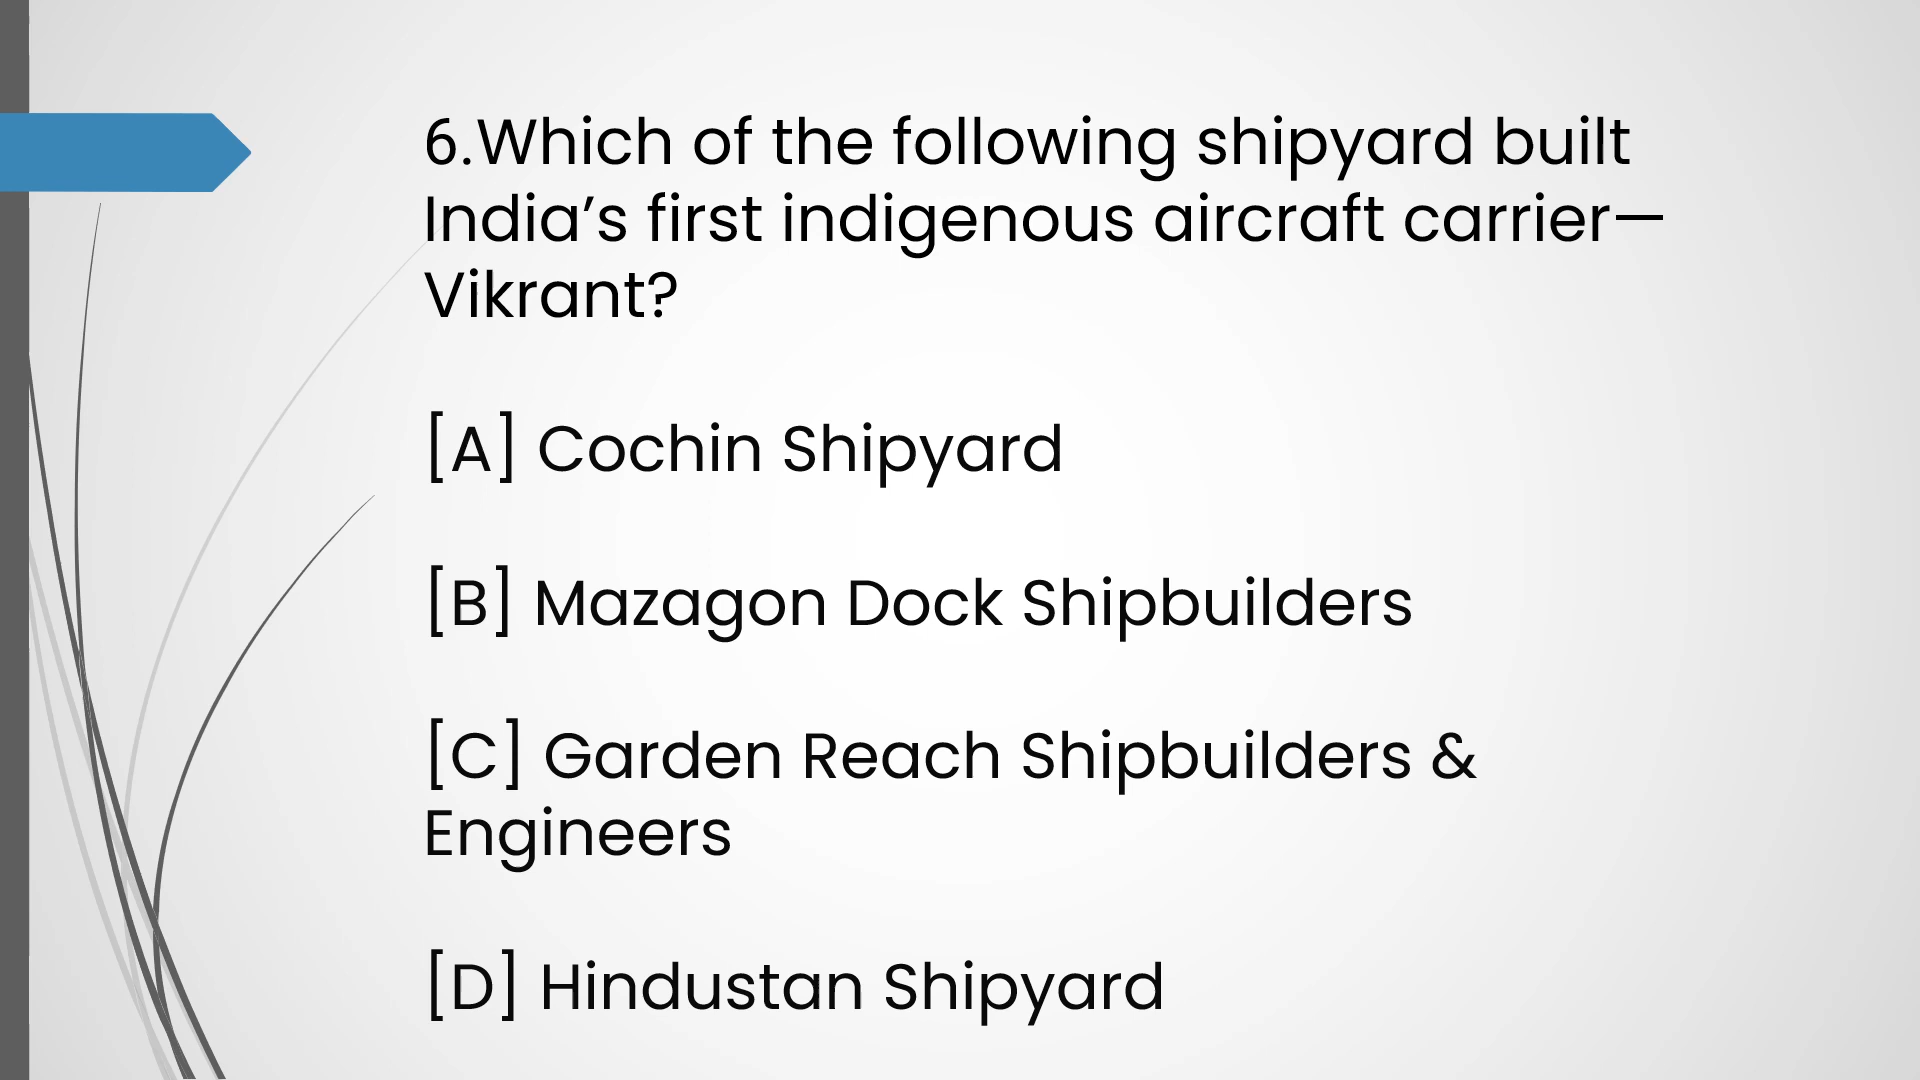 6.Which of the following shipyard built
India’s first indigenous aircraft carrier—
Vikrant?
[A] Cochin Shipyard
[B] Mazagon Dock Shipbuilders
[C] Garden Reach Shipbuilders &
Engineers
[D] Hindustan Shipyard